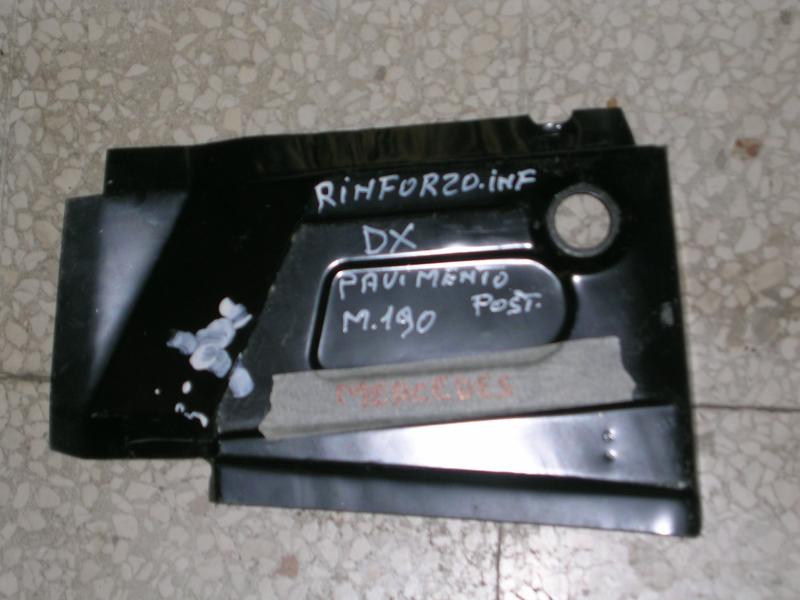 RiNFORZO.iNF
DX
PAVIMENTO
POST.
M.190
MERCEDES